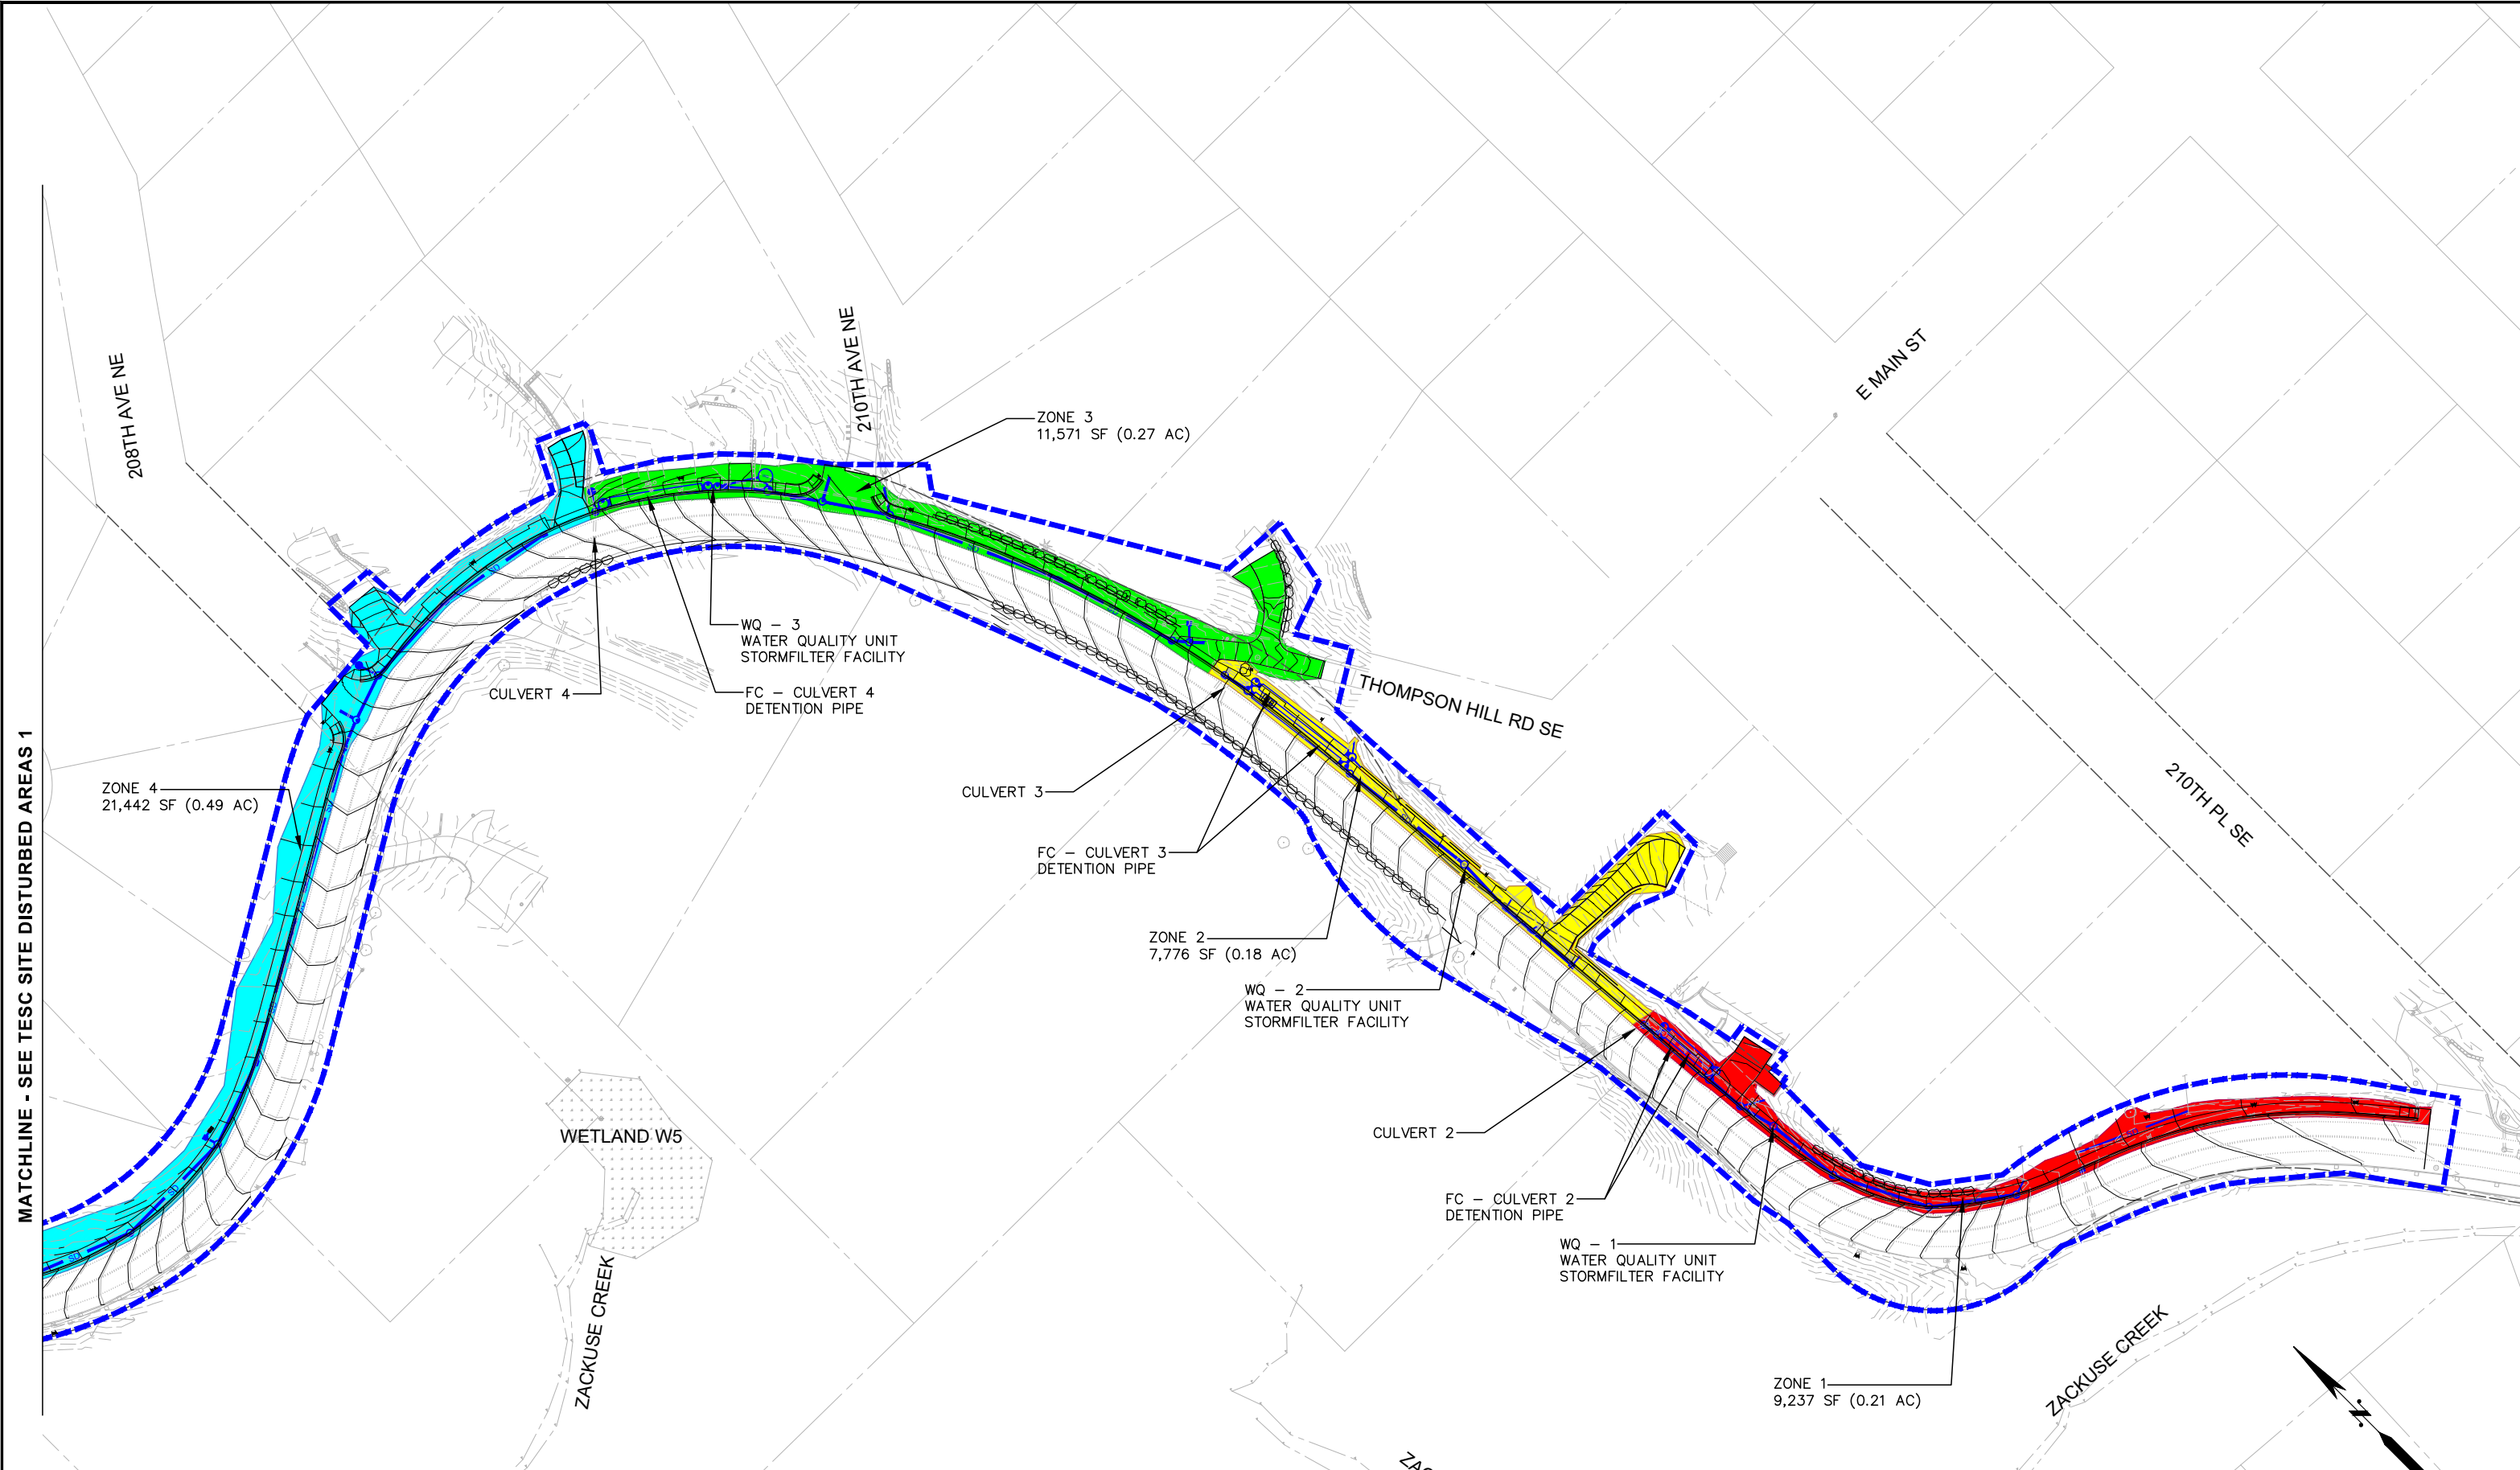 208TH AVE NE
210TH AVE NE
ZONE 3
11,571 SF (0.27 AC)
E MAIN ST
WQ - 3
WATER QUALITY UNIT
STORMFILTER FACILITY
CULVERT 4
FC - CULVERT 4
DETENTION PIPE
THOMPSON HILL RD SE
MATCHLINE - SEE TESC SITE DISTURBED AREAS 1
ZONE 4
21,442 SF (0.49 AC)
CULVERT 3
210TH PL SE
FC - CULVERT 3
DETENTION PIPE
ZONE 2
7,776 SF (0.18 AC)
WQ - 2
WATER QUALITY UNIT
STORMFILTER FACILITY
WETLAND W5
CULVERT 2
FC - CULVERT 2
DETENTION PIPE
WQ - 1
WATER QUALITY UNIT
STORMFILTER FACILITY
ZACKUSE CREEK
ZACKUSE CREEK
ZONE 1
9,237 SF (0.21 AC)
SD
SD
SD
N